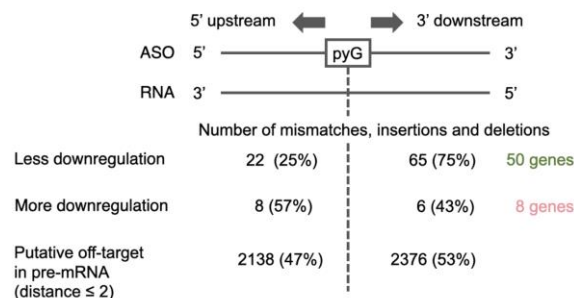 5' upstream 3' downstream
ASO 5' pyG 3'
RNA 3' 5'
Number of mismatches, insertions and deletions
Less downregulation 22 (25%) 65 (75%) 50 genes
More downregulation 8 (57%) 6 (43%) 8 genes
Putative off-target
in pre-mRNA 2138 (47%) 2376 (53%)
(distance ≤ 2)